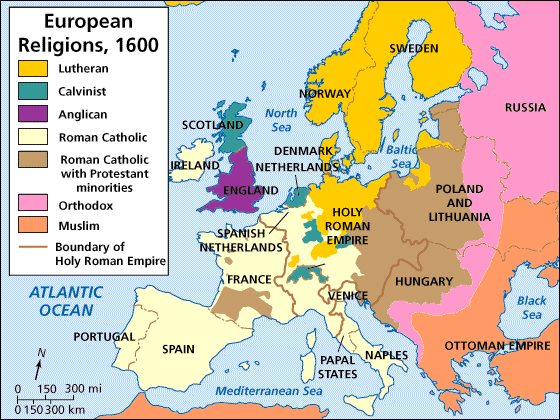 European
Religions, 1600
Lutheran
Calvinist
Anglican
Roman Catholic
Roman Catholic
with Protestant
minorities
Orthodox
Muslim
Boundary of
Holy Roman Empire
SWEDEN
NORWAY
RUSSIA
North
Sea
SCOTLAND
DENMARK
Baltic
Sea
IRELAND
NETHERLANDS
ENGLAND
POLAND
AND
LITHUANIA
HOLY
ROMAN
EMPIRE
SPANISH
NETHERLANDS
FRANCE
HUNGARY
VENICE
ATLANTIC
OCEAN
Black
Sea
PORTUGAL
SPAIN
OTTOMAN EMPIRE
PAPAL
STATES
NAPLES
Mediterranean Sea
N
0 150 300 mi
0 150 300 km